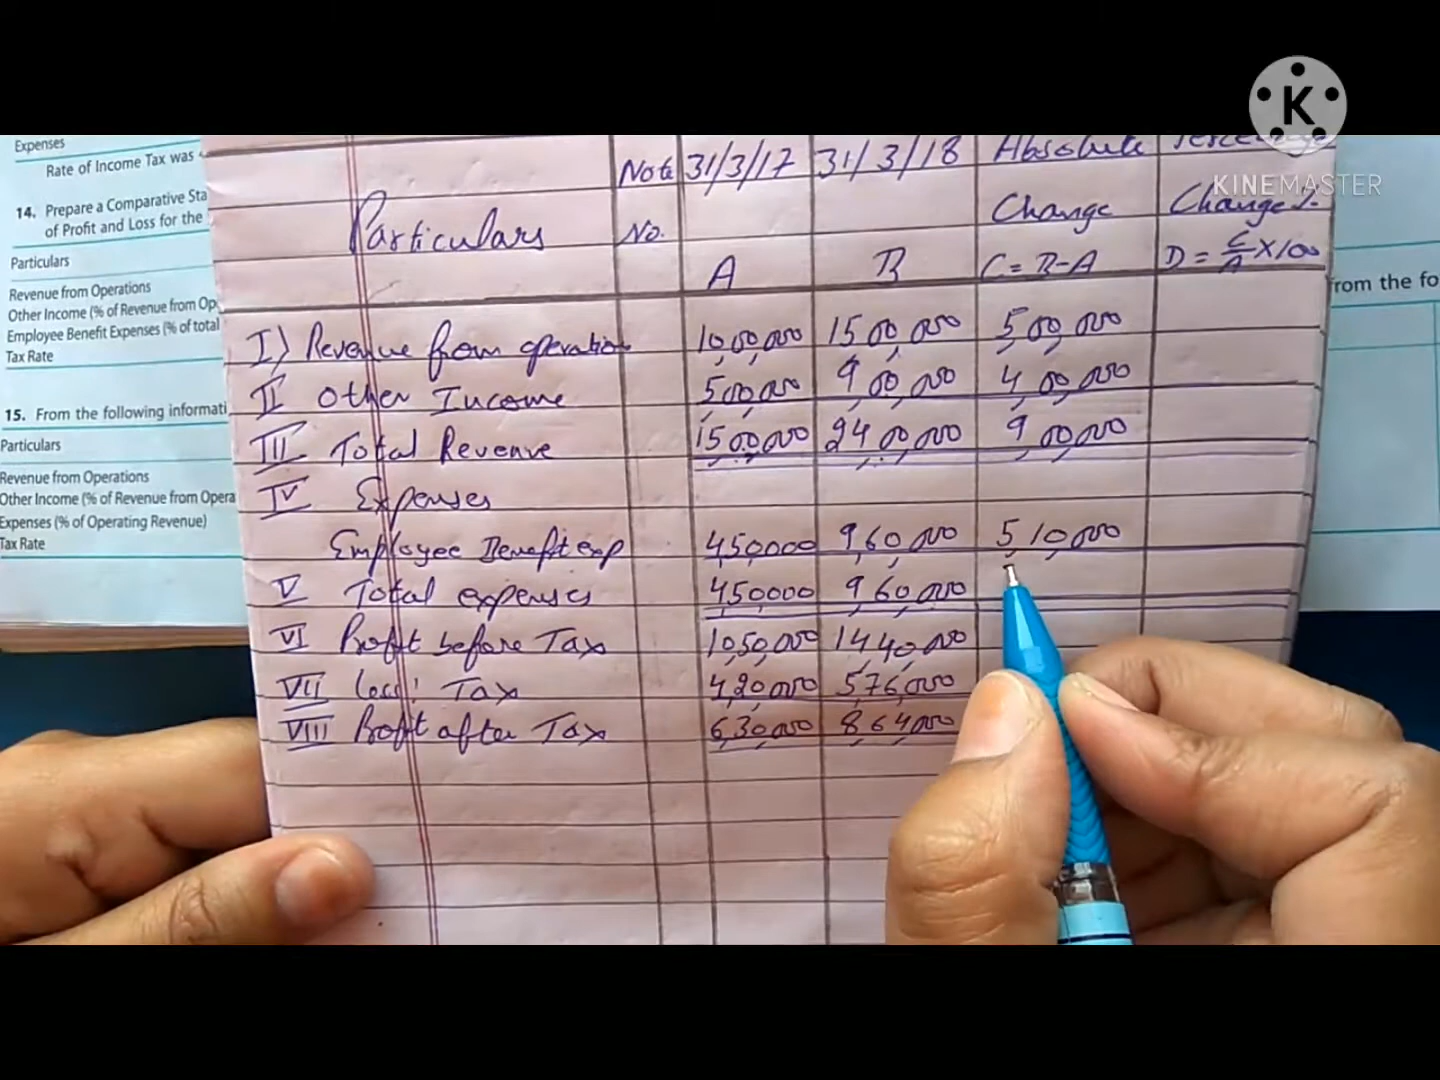 K
KINEMASTER
Expenses
Rate of Income Tax was
14. Prepare a Comparative Sta
of Profit and Loss for the
Particulars
Revenue from Operations
Other Income (% of Revenue from Op
Employee Benefit Expenses (% of total
Tax Rate
15. From the following informati
Particulars
Revenue from Operations
Other Income (% of Revenue from Opera
Expenses (% of Operating Revenue)
Tax Rate
rom the fo
Note 31/3/17 31/3/18 Absolute
Particulars No. Change Change %
A B C = B-A D = C/A X100
I) Revenue from operation 10,00,000 15,00,000 5,00,000
II Other Income 5,00,000 9,00,000 4,00,000
III Total Revenue 15,00,000 24,00,000 9,00,000
IV Expenses
Employee Benefit exp 4,50,000 9,60,000 5,10,000
V Total expenses 4,50,000 9,60,000
VI Profit before Tax 10,50,000 14,40,000
VII Less: Tax 4,20,000 5,76,000
VIII Profit after Tax 6,30,000 8,64,000